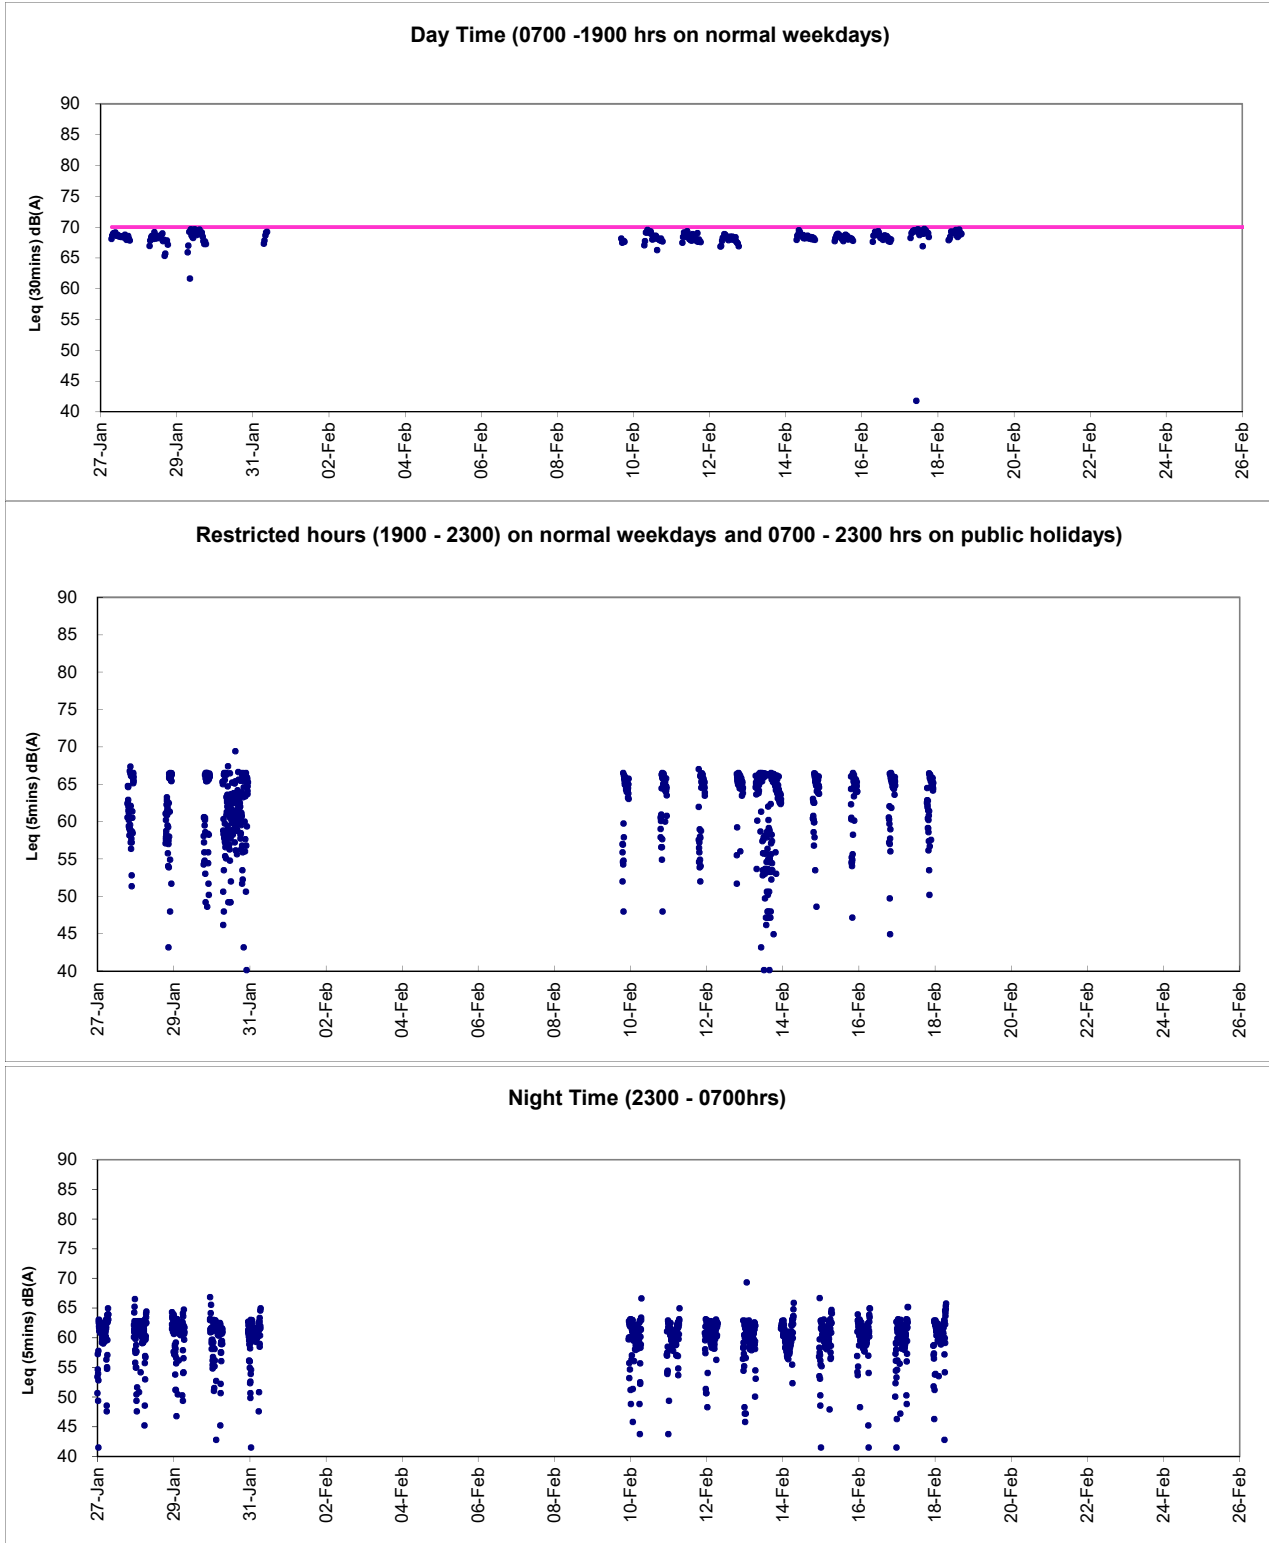 Day Time (0700 -1900 hrs on normal weekdays)
90
85
80
75
70
65
60
55
50
45
40
Leq (30mins) dB(A)
27-Jan
29-Jan
31-Jan
02-Feb
04-Feb
06-Feb
08-Feb
10-Feb
12-Feb
14-Feb
16-Feb
18-Feb
20-Feb
22-Feb
24-Feb
26-Feb
Restricted hours (1900 - 2300) on normal weekdays and 0700 - 2300 hrs on public holidays)
90
85
80
75
70
65
60
55
50
45
40
Leq (5mins) dB(A)
27-Jan
29-Jan
31-Jan
02-Feb
04-Feb
06-Feb
08-Feb
10-Feb
12-Feb
14-Feb
16-Feb
18-Feb
20-Feb
22-Feb
24-Feb
26-Feb
Night Time (2300 - 0700hrs)
90
85
80
75
70
65
60
55
50
45
40
Leq (5mins) dB(A)
27-Jan
29-Jan
31-Jan
02-Feb
04-Feb
06-Feb
08-Feb
10-Feb
12-Feb
14-Feb
16-Feb
18-Feb
20-Feb
22-Feb
24-Feb
26-Feb